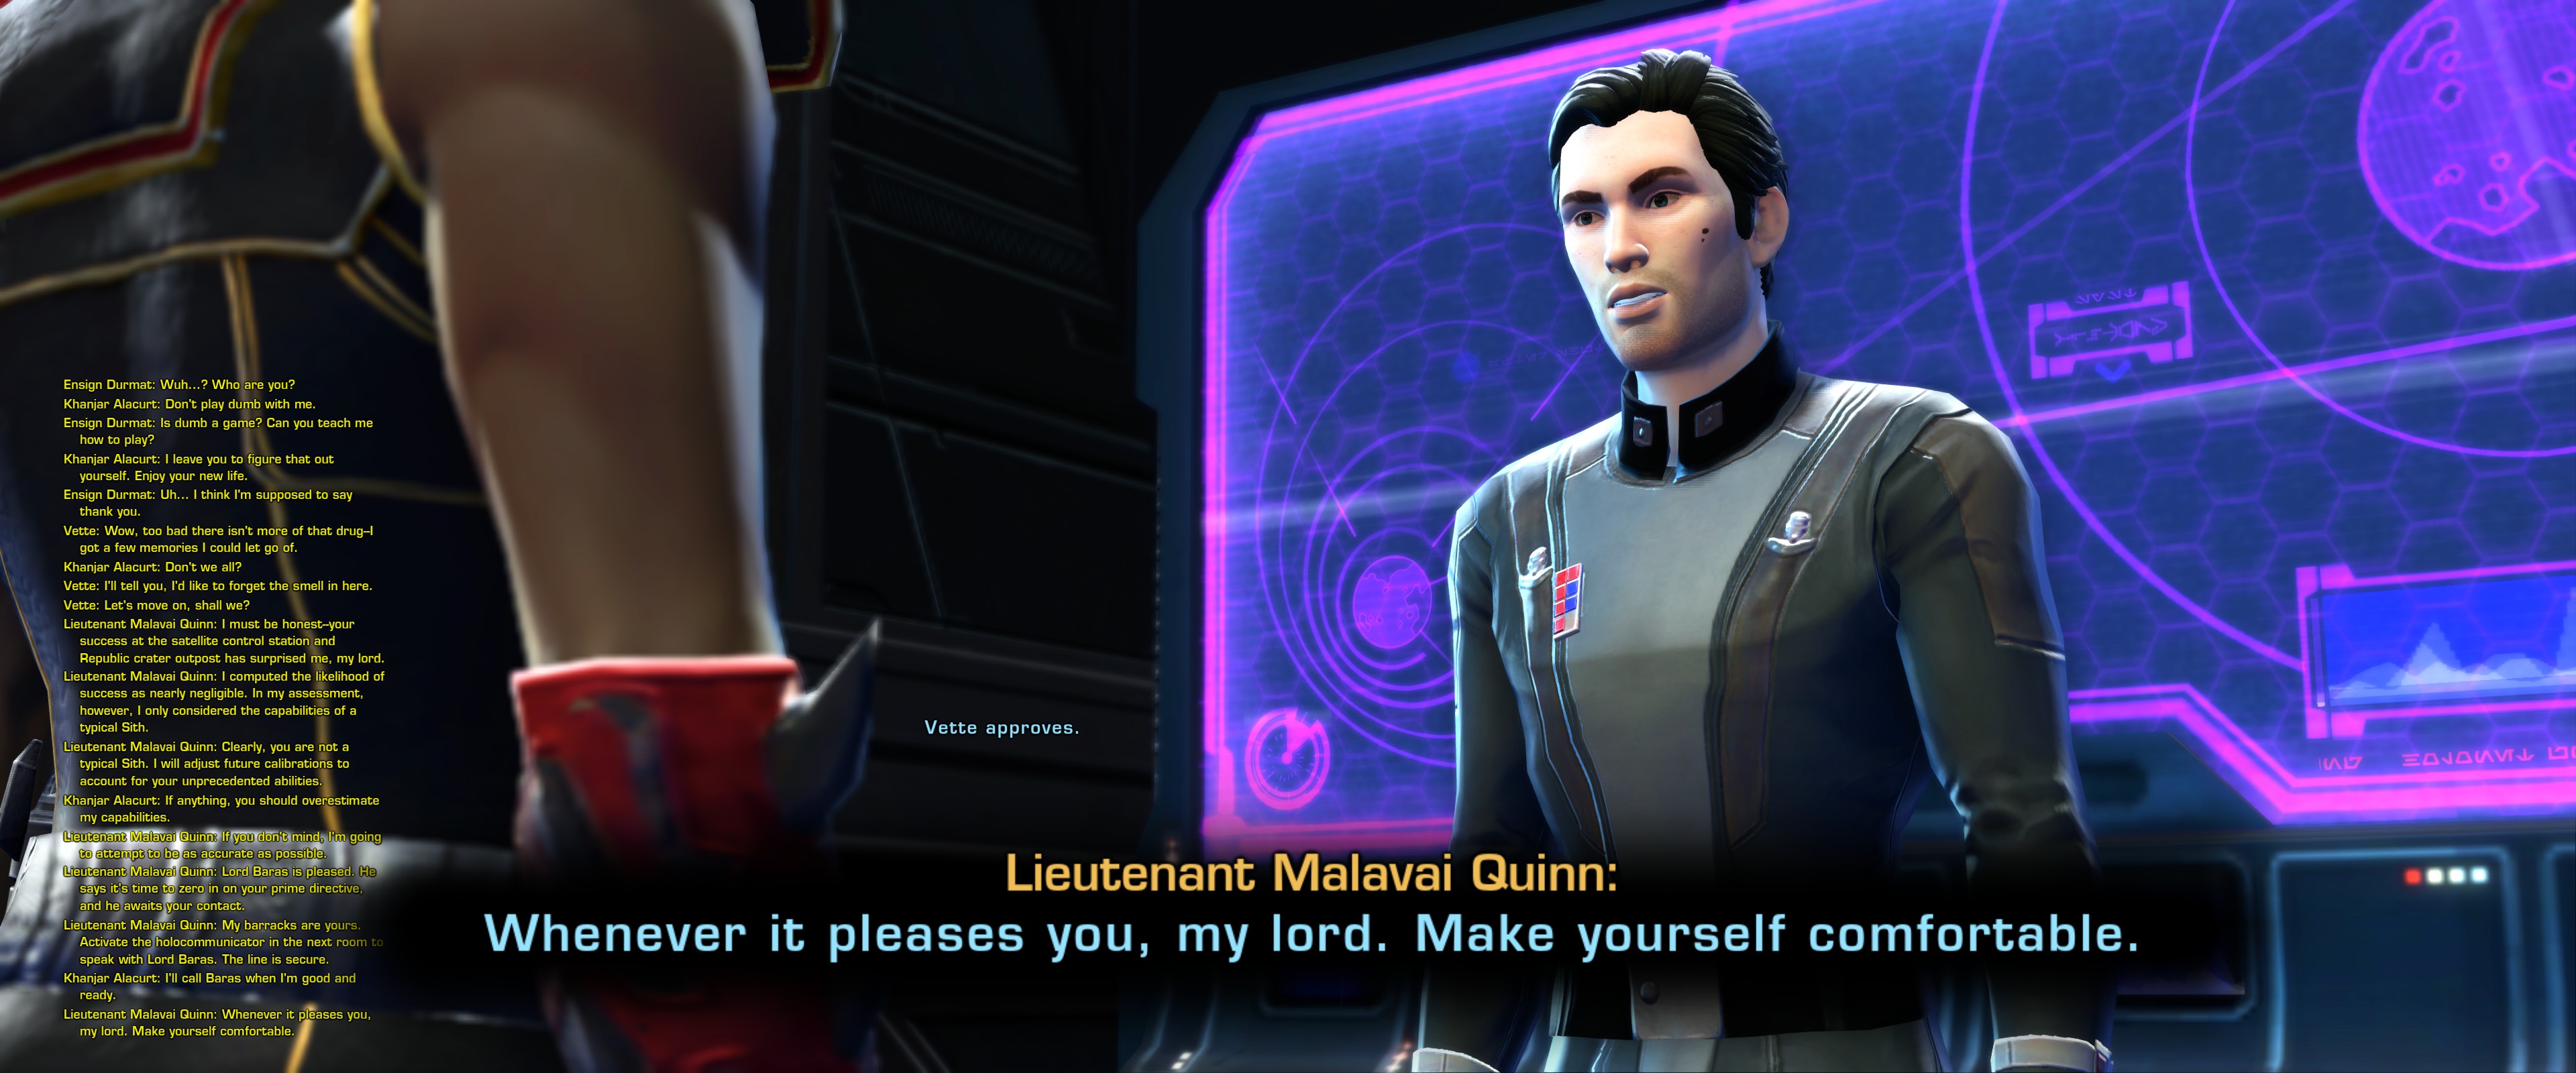 Ensign Durmat: Wuh...? Who are you?
Khanjar Alacurt: Don't play dumb with me.
Ensign Durmat: Is dumb a game? Can you teach me
how to play?
Khanjar Alacurt: I leave you to figure that out
yourself. Enjoy your new life.
Ensign Durmat: Uh... I think I'm supposed to say
thank you.
Vette: Wow, too bad there isn't more of that drug–I
got a few memories I could let go of.
Khanjar Alacurt: Don't we all?
Vette: I'll tell you, I'd like to forget the smell in here.
Vette: Let's move on, shall we?
Lieutenant Malavai Quinn: I must be honest–your
success at the satellite control station and
Republic crater outpost has surprised me, my lord.
Lieutenant Malavai Quinn: I computed the likelihood of
success as nearly negligible. In my assessment,
however, I only considered the capabilities of a
typical Sith.
Lieutenant Malavai Quinn: Clearly, you are not a
typical Sith. I will adjust future calibrations to
account for your unprecedented abilities.
Khanjar Alacurt: If anything, you should overestimate
my capabilities.
Lieutenant Malavai Quinn: If you don't mind, I'm going
to attempt to be as accurate as possible.
Lieutenant Malavai Quinn: Lord Baras is pleased. He
says it's time to zero in on your prime directive,
and he awaits your contact.
Lieutenant Malavai Quinn: My barracks are yours.
Activate the holocommunicator in the next room to
speak with Lord Baras. The line is secure.
Khanjar Alacurt: I'll call Baras when I'm good and
ready.
Lieutenant Malavai Quinn: Whenever it pleases you,
my lord. Make yourself comfortable.
Vette approves.
Lieutenant Malavai Quinn:
Whenever it pleases you, my lord. Make yourself comfortable.